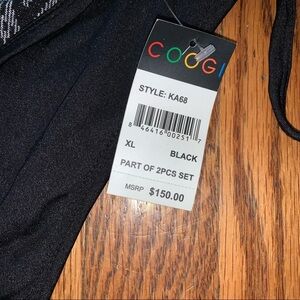 COOGI
STYLE: KA68
8 46416 00251 7
XL
BLACK
PART OF 2PCS SET
MSRP $150.00